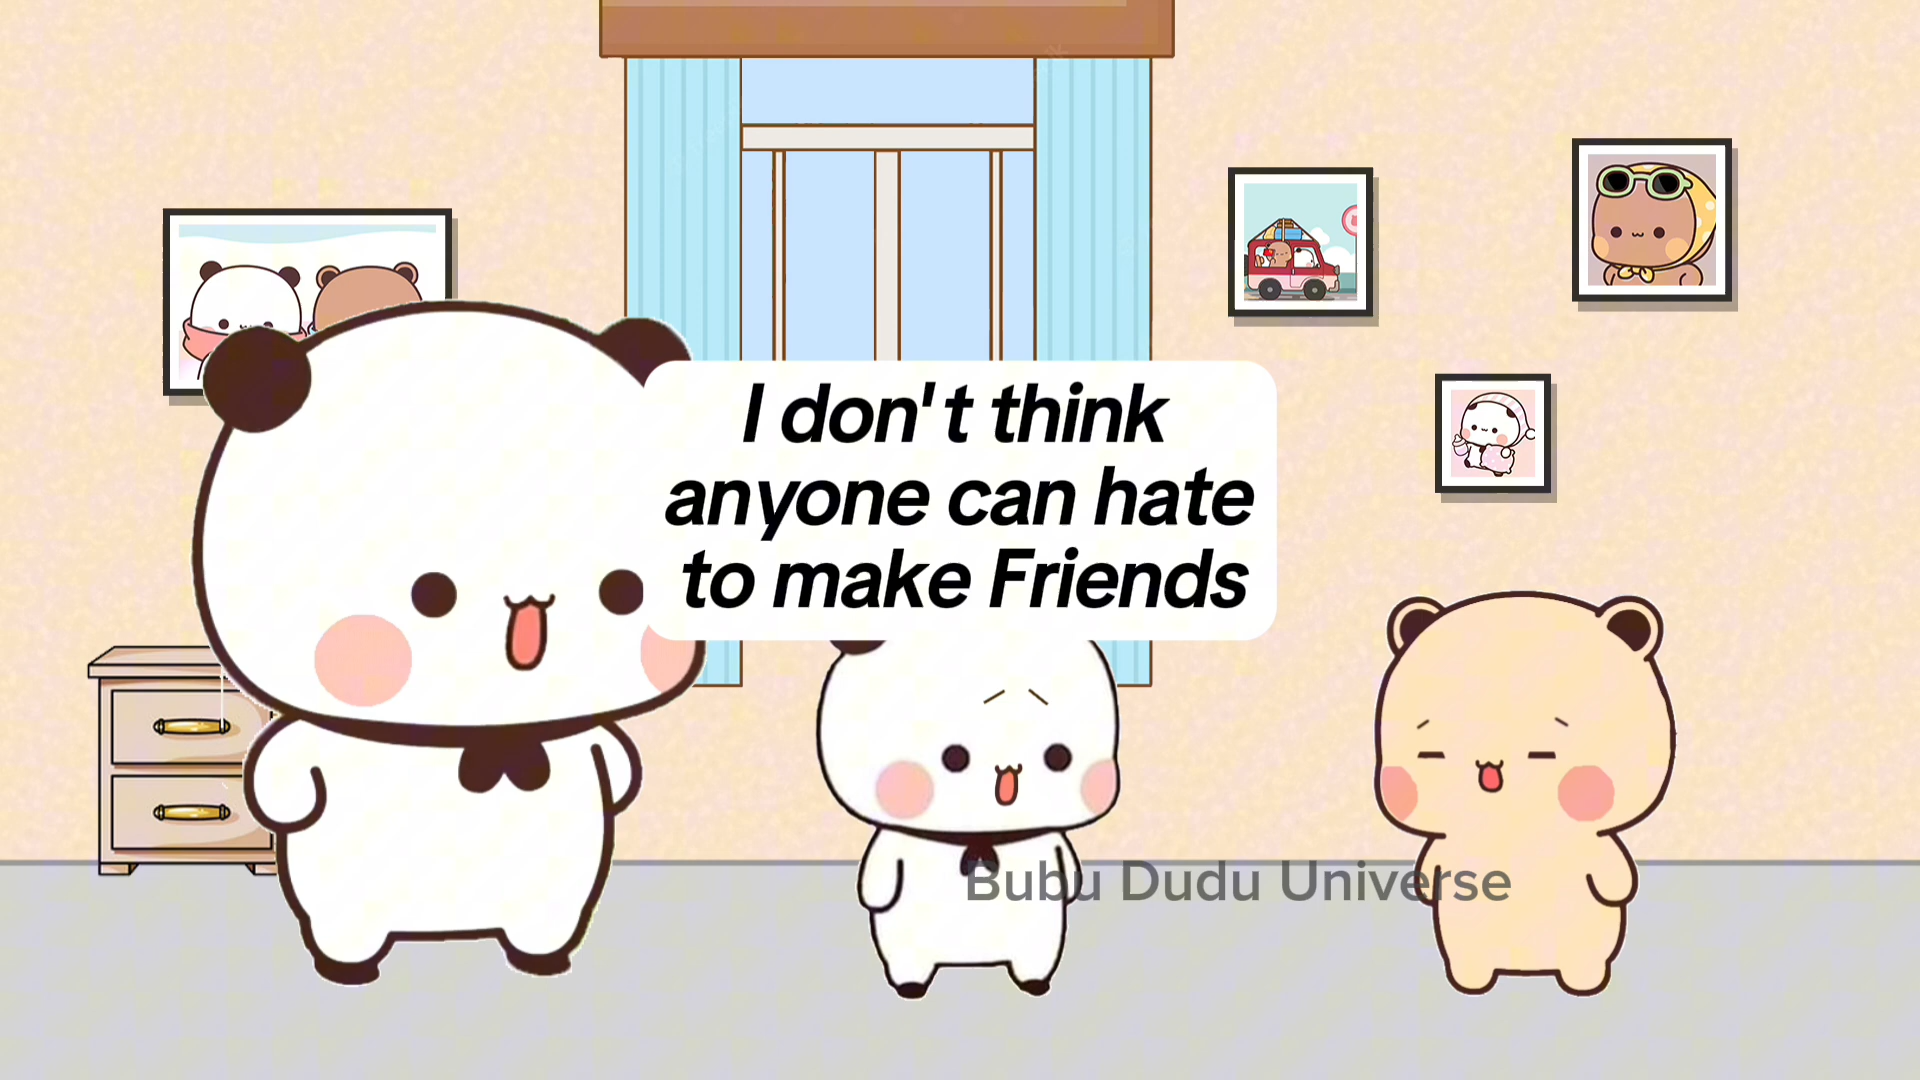 I don't think
anyone can hate
to make Friends
Bubu Dudu Universe